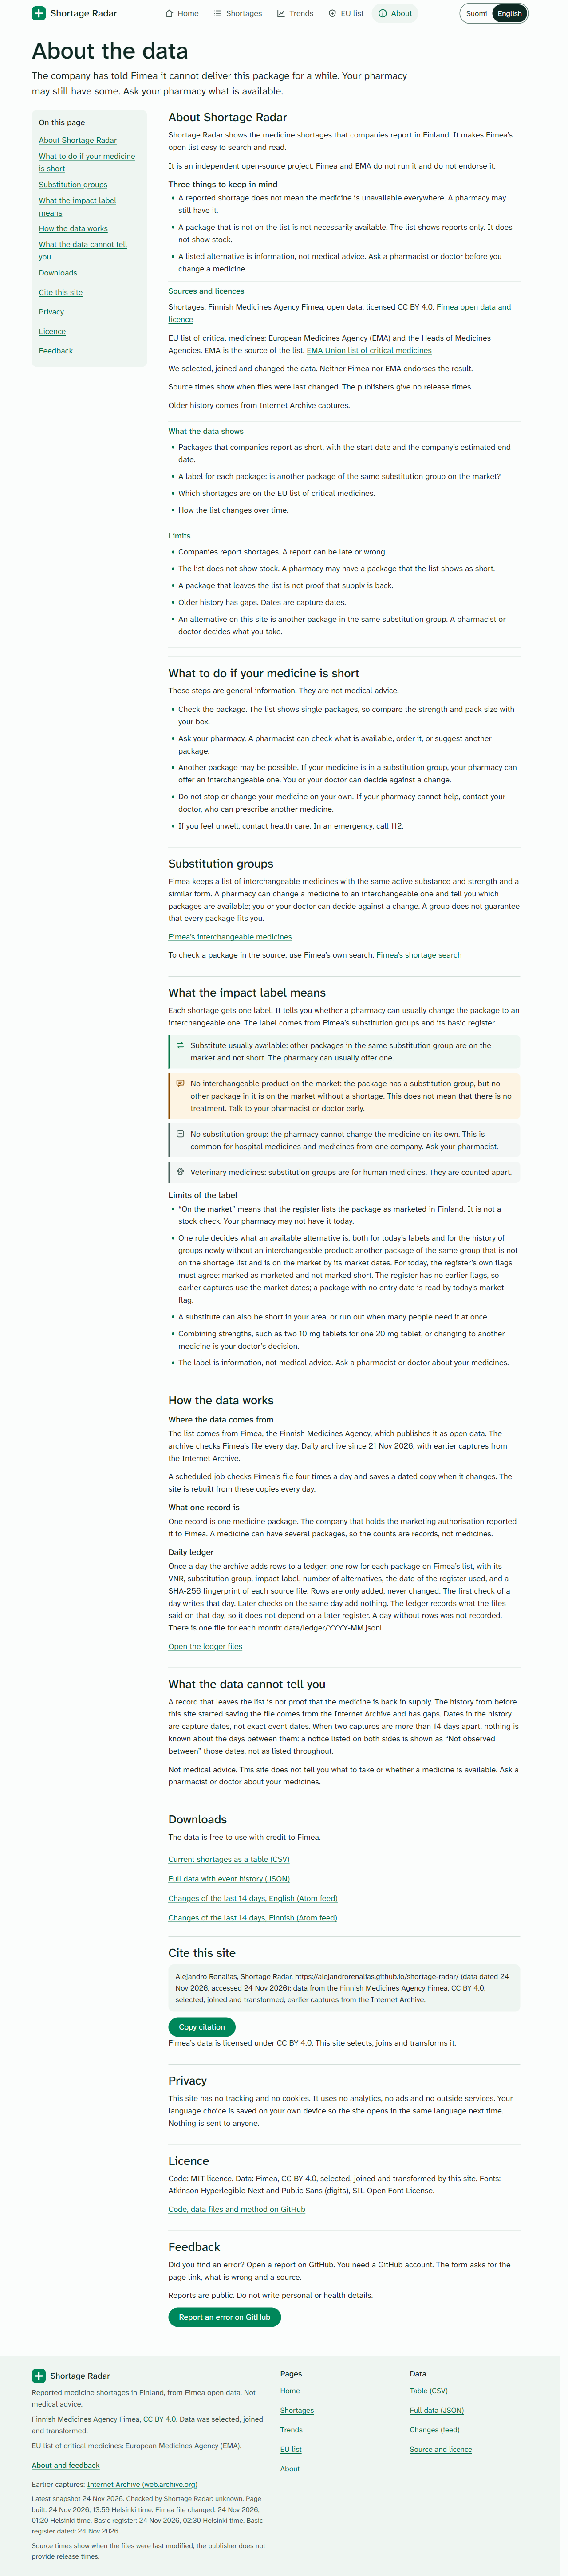 Shortage Radar
Home
Shortages
Trends
EU list
About
Suomi
English
About the data
The company has told Fimea it cannot deliver this package for a while. Your pharmacy
may still have some. Ask your pharmacy what is available.
On this page
About Shortage Radar
What to do if your medicine
is short
Substitution groups
What the impact label
means
How the data works
What the data cannot tell
you
Downloads
Cite this site
Privacy
Licence
Feedback
About Shortage Radar
Shortage Radar shows the medicine shortages that companies report in Finland. It makes Fimea's
open list easy to search and read.
It is an independent open-source project. Fimea and EMA do not run it and do not endorse it.
Three things to keep in mind
• A reported shortage does not mean the medicine is unavailable everywhere. A pharmacy may
still have it.
• A package that is not on the list is not necessarily available. The list shows reports only. It does
not show stock.
• A listed alternative is information, not medical advice. Ask a pharmacist or doctor before you
change a medicine.
Sources and licences
Shortages: Finnish Medicines Agency Fimea, open data, licensed CC BY 4.0. Fimea open data and
licence
EU list of critical medicines: European Medicines Agency (EMA) and the Heads of Medicines
Agencies. EMA is the source of the list. EMA Union list of critical medicines
We selected, joined and changed the data. Neither Fimea nor EMA endorses the result.
Source times show when files were last changed. The publishers give no release times.
Older history comes from Internet Archive captures.
What the data shows
• Packages that companies report as short, with the start date and the company's estimated end
date.
• A label for each package: is another package of the same substitution group on the market?
• Which shortages are on the EU list of critical medicines.
• How the list changes over time.
Limits
• Companies report shortages. A report can be late or wrong.
• The list does not show stock. A pharmacy may have a package that the list shows as short.
• A package that leaves the list is not proof that supply is back.
• Older history has gaps. Dates are capture dates.
• An alternative on this site is another package in the same substitution group. A pharmacist or
doctor decides what you take.
What to do if your medicine is short
These steps are general information. They are not medical advice.
• Check the package. The list shows single packages, so compare the strength and pack size with
your box.
• Ask your pharmacy. A pharmacist can check what is available, order it, or suggest another
package.
• Another package may be possible. If your medicine is in a substitution group, your pharmacy can
offer an interchangeable one. You or your doctor can decide against a change.
• Do not stop or change your medicine on your own. If your pharmacy cannot help, contact your
doctor, who can prescribe another medicine.
• If you feel unwell, contact health care. In an emergency, call 112.
Substitution groups
Fimea keeps a list of interchangeable medicines with the same active substance and strength and a
similar form. A pharmacy can change a medicine to an interchangeable one and tell you which
packages are available; you or your doctor can decide against a change. A group does not guarantee
that every package fits you.
Fimea's interchangeable medicines
To check a package in the source, use Fimea's own search. Fimea's shortage search
What the impact label means
Each shortage gets one label. It tells you whether a pharmacy can usually change the package to an
interchangeable one. The label comes from Fimea's substitution groups and its basic register.
Substitute usually available: other packages in the same substitution group are on the
market and not short. The pharmacy can usually offer one.
No interchangeable product on the market: the package has a substitution group, but no
other package in it is on the market without a shortage. This does not mean that there is no
treatment. Talk to your pharmacist or doctor early.
No substitution group: the pharmacy cannot change the medicine on its own. This is
common for hospital medicines and medicines from one company. Ask your pharmacist.
Veterinary medicines: substitution groups are for human medicines. They are counted apart.
Limits of the label
• “On the market” means that the register lists the package as marketed in Finland. It is not a
stock check. Your pharmacy may not have it today.
• One rule decides what an available alternative is, both for today's labels and for the history of
groups newly without an interchangeable product: another package of the same group that is not
on the shortage list and is on the market by its market dates. For today, the register's own flags
must agree: marked as marketed and not marked short. The register has no earlier flags, so
earlier captures use the market dates; a package with no entry date is read by today's market
flag.
• A substitute can also be short in your area, or run out when many people need it at once.
• Combining strengths, such as two 10 mg tablets for one 20 mg tablet, or changing to another
medicine is your doctor's decision.
• The label is information, not medical advice. Ask a pharmacist or doctor about your medicines.
How the data works
Where the data comes from
The list comes from Fimea, the Finnish Medicines Agency, which publishes it as open data. The
archive checks Fimea's file every day. Daily archive since 21 Nov 2026, with earlier captures from
the Internet Archive.
A scheduled job checks Fimea's file four times a day and saves a dated copy when it changes. The
site is rebuilt from these copies every day.
What one record is
One record is one medicine package. The company that holds the marketing authorisation reported
it to Fimea. A medicine can have several packages, so the counts are records, not medicines.
Daily ledger
Once a day the archive adds rows to a ledger: one row for each package on Fimea's list, with its
VNR, substitution group, impact label, number of alternatives, the date of the register used, and a
SHA-256 fingerprint of each source file. Rows are only added, never changed. The first check of a
day writes that day. Later checks on the same day add nothing. The ledger records what the files
said on that day, so it does not depend on a later register. A day without rows was not recorded.
There is one file for each month: data/ledger/YYYY-MM.jsonl.
Open the ledger files
What the data cannot tell you
A record that leaves the list is not proof that the medicine is back in supply. The history from before
this site started saving the file comes from the Internet Archive and has gaps. Dates in the history
are capture dates, not exact event dates. When two captures are more than 14 days apart, nothing is
known about the days between them: a notice listed on both sides is shown as “Not observed
between” those dates, not as listed throughout.
Not medical advice. This site does not tell you what to take or whether a medicine is available. Ask a
pharmacist or doctor about your medicines.
Downloads
The data is free to use with credit to Fimea.
Current shortages as a table (CSV)
Full data with event history (JSON)
Changes of the last 14 days, English (Atom feed)
Changes of the last 14 days, Finnish (Atom feed)
Cite this site
Alejandro Renalias, Shortage Radar, https://alejandrorenalias.github.io/shortage-radar/ (data dated 24
Nov 2026, accessed 24 Nov 2026); data from the Finnish Medicines Agency Fimea, CC BY 4.0,
selected, joined and transformed; earlier captures from the Internet Archive.
Copy citation
Fimea's data is licensed under CC BY 4.0. This site selects, joins and transforms it.
Privacy
This site has no tracking and no cookies. It uses no analytics, no ads and no outside services. Your
language choice is saved on your own device so the site opens in the same language next time.
Nothing is sent to anyone.
Licence
Code: MIT licence. Data: Fimea, CC BY 4.0, selected, joined and transformed by this site. Fonts:
Atkinson Hyperlegible Next and Public Sans (digits), SIL Open Font License.
Code, data files and method on GitHub
Feedback
Did you find an error? Open a report on GitHub. You need a GitHub account. The form asks for the
page link, what is wrong and a source.
Reports are public. Do not write personal or health details.
Report an error on GitHub
Shortage Radar
Reported medicine shortages in Finland, from Fimea open data. Not
medical advice.
Finnish Medicines Agency Fimea, CC BY 4.0. Data was selected, joined
and transformed.
EU list of critical medicines: European Medicines Agency (EMA).
About and feedback
Earlier captures: Internet Archive (web.archive.org)
Latest snapshot 24 Nov 2026. Checked by Shortage Radar: unknown. Page
built: 24 Nov 2026, 13:59 Helsinki time. Fimea file changed: 24 Nov 2026,
01:20 Helsinki time. Basic register: 24 Nov 2026, 02:30 Helsinki time. Basic
register dated: 24 Nov 2026.
Source times show when the files were last modified; the publisher does not
provide release times.
Pages
Home
Shortages
Trends
EU list
About
Data
Table (CSV)
Full data (JSON)
Changes (feed)
Source and licence